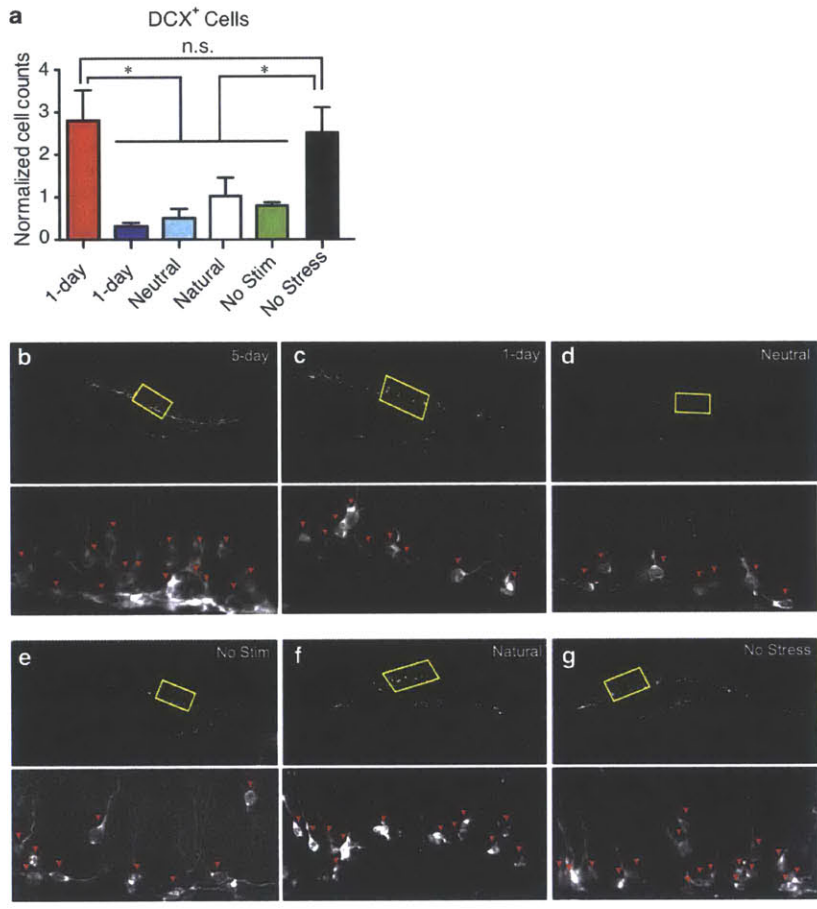 a
DCX+ Cells
n.s.
* *
Normalized cell counts
4
3
2
1
0
1-day
1-day
Neutral
Natural
No Stim
No Stress
b 5-day
c 1-day
d Neutral
e No Stim
f Natural
g No Stress